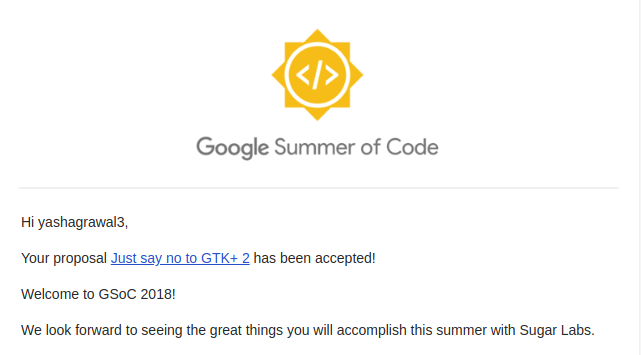 </>
Google Summer of Code
Hi yashagrawal3,
Your proposal Just say no to GTK+ 2 has been accepted!
Welcome to GSoC 2018!
We look forward to seeing the great things you will accomplish this summer with Sugar Labs.